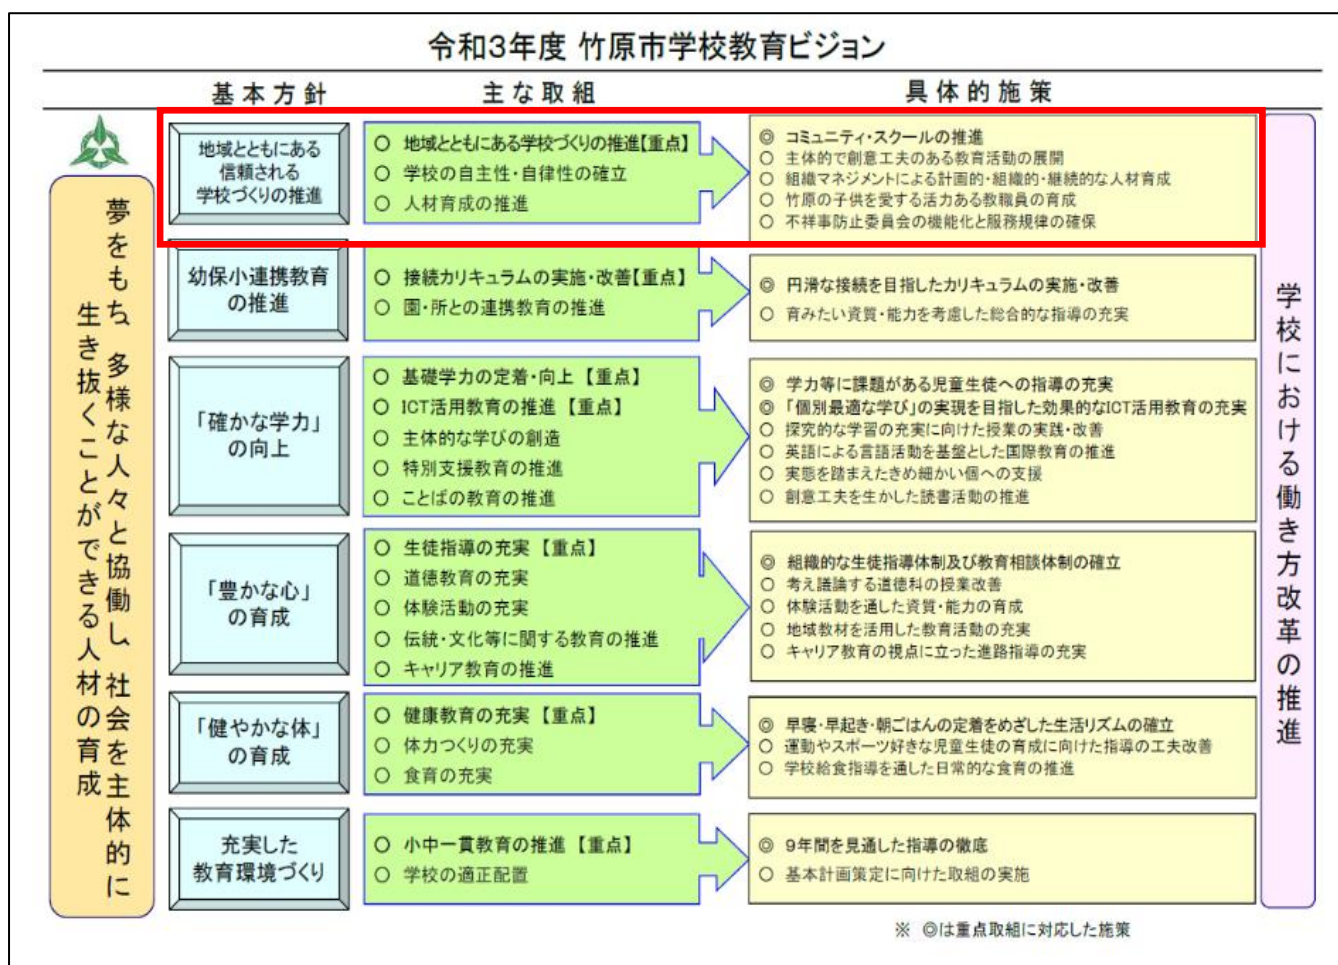 令和3年度 竹原市学校教育ビジョン
基本方針 主な取組 具体的施策
夢をもち、多様な人々と協働し、社会を主体的に
生き抜くことができる人材の育成
地域とともにある
信頼される
学校づくりの推進
○ 地域とともにある学校づくりの推進【重点】
○ 学校の自主性・自律性の確立
○ 人材育成の推進
◎ コミュニティ・スクールの推進
○ 主体的で創意工夫のある教育活動の展開
○ 組織マネジメントによる計画的・組織的・継続的な人材育成
○ 竹原の子供を愛する活力ある教職員の育成
○ 不祥事防止委員会の機能化と服務規律の確保
幼保小連携教育
の推進
○ 接続カリキュラムの実施・改善【重点】
○ 園・所との連携教育の推進
◎ 円滑な接続を目指したカリキュラムの実施・改善
○ 育みたい資質・能力を考慮した総合的な指導の充実
「確かな学力」
の向上
○ 基礎学力の定着・向上 【重点】
○ ICT活用教育の推進 【重点】
○ 主体的な学びの創造
○ 特別支援教育の推進
○ ことばの教育の推進
◎ 学力等に課題がある児童生徒への指導の充実
◎ 「個別最適な学び」の実現を目指した効果的なICT活用教育の充実
○ 探究的な学習の充実に向けた授業の実践・改善
○ 英語による言語活動を基盤とした国際教育の推進
○ 実態を踏まえたきめ細かい個への支援
○ 創意工夫を生かした読書活動の推進
「豊かな心」
の育成
○ 生徒指導の充実 【重点】
○ 道徳教育の充実
○ 体験活動の充実
○ 伝統・文化等に関する教育の推進
○ キャリア教育の推進
◎ 組織的な生徒指導体制及び教育相談体制の確立
○ 考え議論する道徳科の授業改善
○ 体験活動を通した資質・能力の育成
○ 地域教材を活用した教育活動の充実
○ キャリア教育の視点に立った進路指導の充実
「健やかな体」
の育成
○ 健康教育の充実 【重点】
○ 体力つくりの充実
○ 食育の充実
◎ 早寝・早起き・朝ごはんの定着をめざした生活リズムの確立
○ 運動やスポーツ好きな児童生徒の育成に向けた指導の工夫改善
○ 学校給食指導を通した日常的な食育の推進
充実した
教育環境づくり
○ 小中一貫教育の推進 【重点】
○ 学校の適正配置
◎ 9年間を見通した指導の徹底
○ 基本計画策定に向けた取組の実施
学校における働き方改革の推進
※ ◎は重点取組に対応した施策